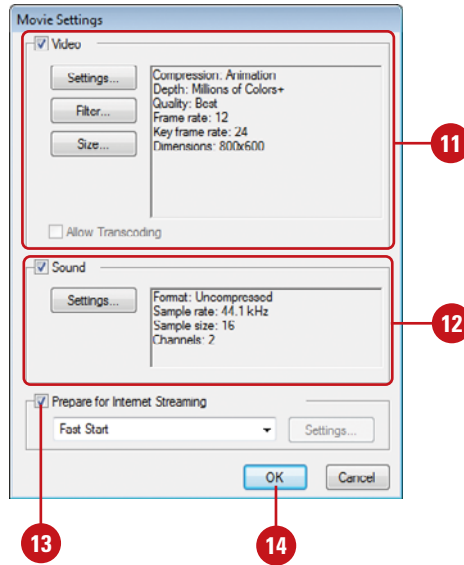 Movie Settings
Video
Settings...
Filter...
Size...
Compression: Animation
Depth: Millions of Colors+
Quality: Best
Frame rate: 12
Key frame rate: 24
Dimensions: 800x600
11
Allow Transcoding
Sound
Settings...
Format: Uncompressed
Sample rate: 44.1 kHz
Sample size: 16
Channels: 2
12
Prepare for Internet Streaming
Fast Start
Settings...
OK
Cancel
13
14